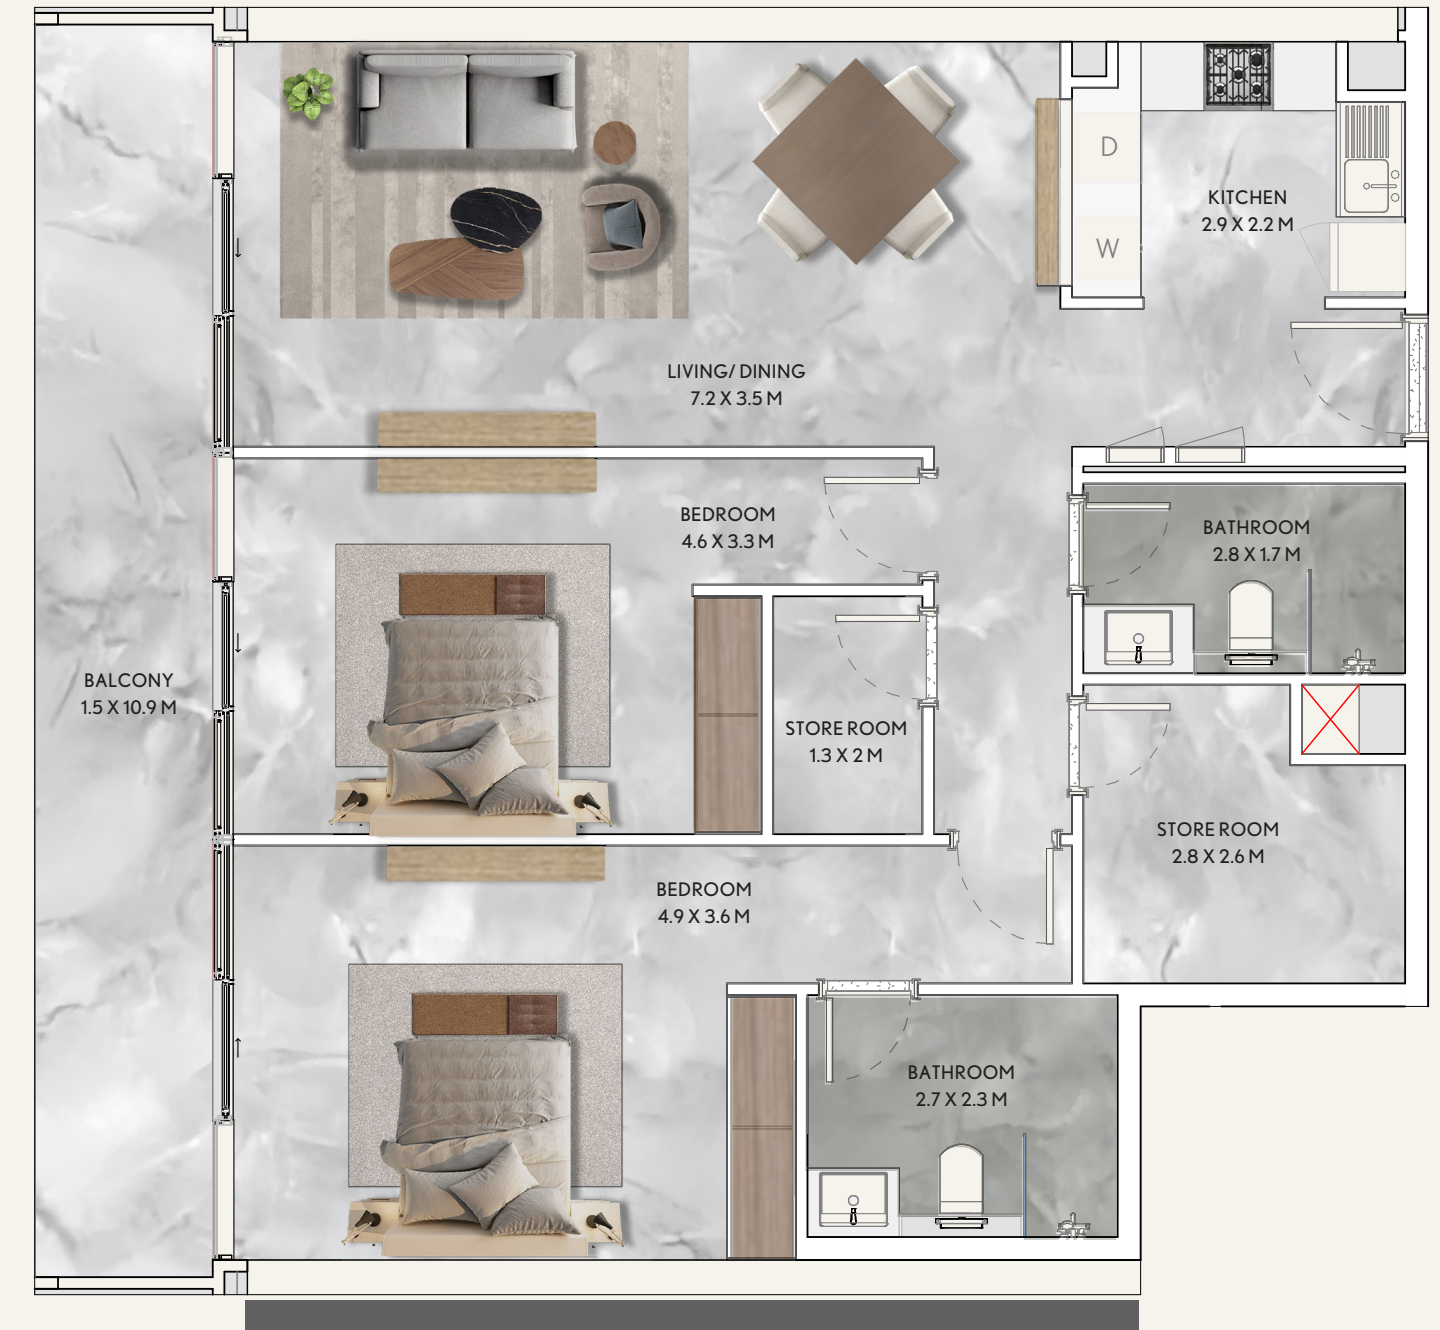 D
KITCHEN
2.9 X 2.2 M
W
LIVING/ DINING
7.2 X 3.5 M
BEDROOM
4.6 X 3.3 M
BATHROOM
2.8 X 1.7 M
BALCONY
1.5 X 10.9 M
STORE ROOM
1.3 X 2 M
STORE ROOM
2.8 X 2.6 M
BEDROOM
4.9 X 3.6 M
BATHROOM
2.7 X 2.3 M